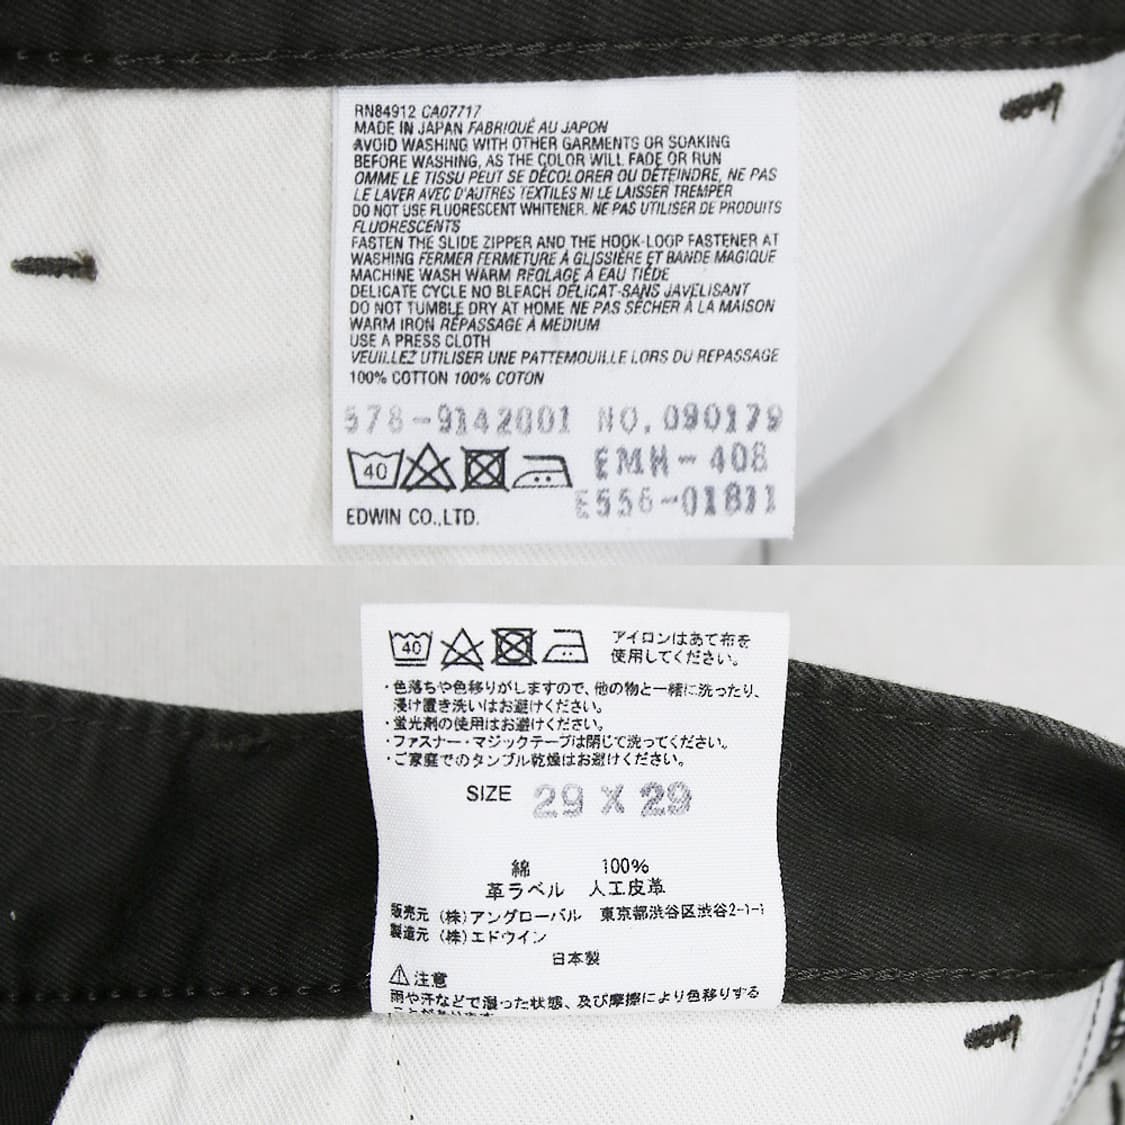 RN84912 CA07717
MADE IN JAPAN FABRIQUÉ AU JAPON
AVOID WASHING WITH OTHER GARMENTS OR SOAKING
BEFORE WASHING, AS THE COLOR WILL FADE OR RUN
OMME LE TISSU PEUT SE DÉCOLORER OU DÉTEINDRE, NE PAS
LE LAVER AVEC D'AUTRES TEXTILES NI LE LAISSER TREMPER
DO NOT USE FLUORESCENT WHITENER. NE PAS UTILISER DE PRODUITS
FLUORESCENTS
FASTEN THE SLIDE ZIPPER AND THE HOOK-LOOP FASTENER AT
WASHING FERMER FERMETURE À GLISSIÈRE ET BANDE MAGIQUE
MACHINE WASH WARM REGLAGE À EAU TIÉDE
DELICATE CYCLE NO BLEACH DÉLICAT-SANS JAVELISANT
DO NOT TUMBLE DRY AT HOME NE PAS SÉCHER À LA MAISON
WARM IRON RÉPASSAGE À MEDIUM
USE A PRESS CLOTH
VEUILLEZ UTILISER UNE PATTEMOUILLE LORS DU REPASSAGE
100% COTTON 100% COTON
578-9142001 NO.090179
40 EMH-408
E556-01811
EDWIN CO.,LTD.
40 アイロンはあて布を
使用してください。
・色落ちや色移りがしますので、他の物と一緒に洗ったり、
浸け置き洗いはお避けください。
・蛍光剤の使用はお避けください。
・ファスナー・マジックテープは閉じて洗ってください。
・ご家庭でのタンブル乾燥はお避けください。
SIZE 29 X 29
綿 100%
革ラベル 人工皮革
販売元 (株)アングローバル 東京都渋谷区渋谷2-1-1
製造元 (株)エドウイン
日本製
⚠注意
雨や汗などで湿った状態、及び摩擦により色移りする
ことがあります